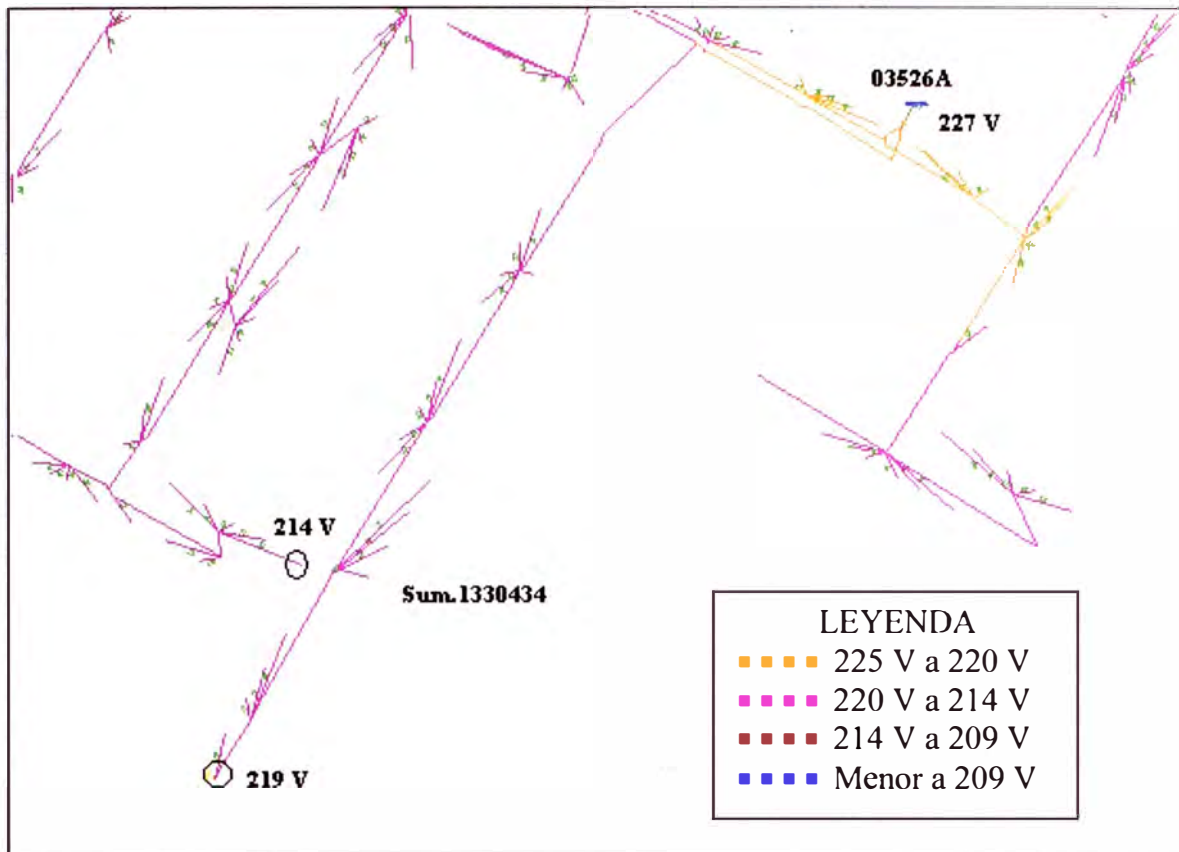 03526A
227 V
214 V
Sum.1330434
219 V
LEYENDA
225 V a 220 V
220 V a 214 V
214 V a 209 V
Menor a 209 V